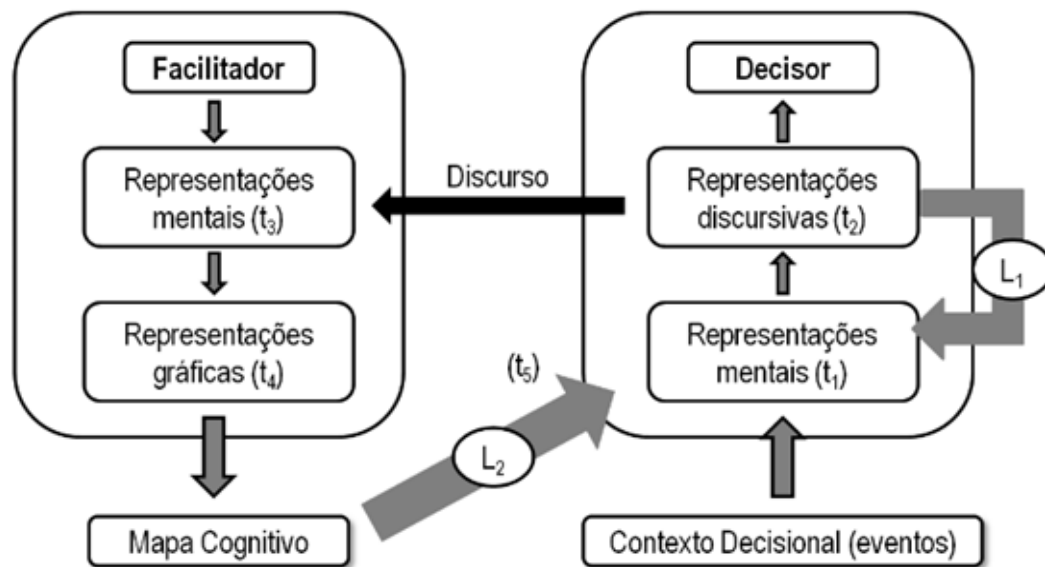 Facilitador
Representações
mentais (t₃)
Representações
gráficas (t₄)
Mapa Cognitivo
Discurso
(t₅)
L₂
Decisor
Representações
discursivas (t₂)
L₁
Representações
mentais (t₁)
Contexto Decisional (eventos)